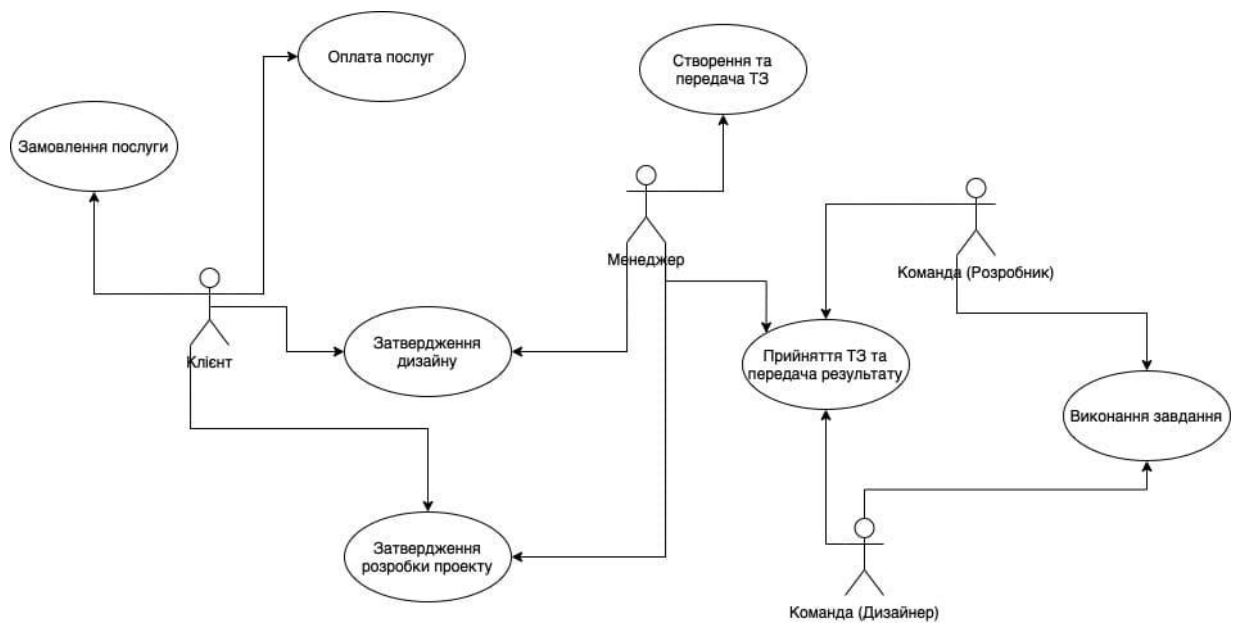 Оплата послуг
Створення та
передача ТЗ
Замовлення послуги
Менеджер
Команда (Розробник)
Клієнт
Затвердження
дизайну
Прийняття ТЗ та
передача результату
Виконання завдання
Затвердження
розробки проекту
Команда (Дизайнер)